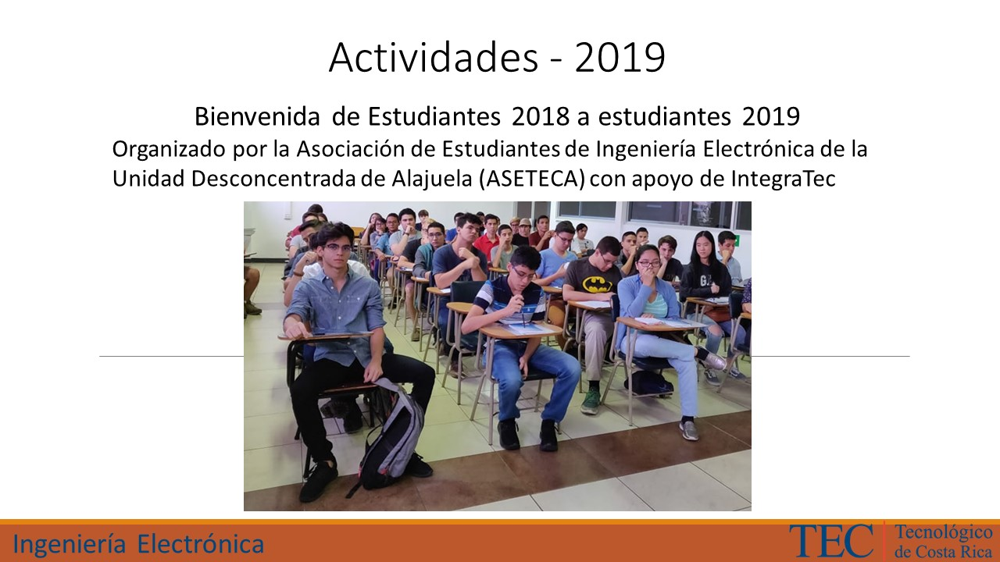 Actividades - 2019
Bienvenida de Estudiantes 2018 a estudiantes 2019
Organizado por la Asociación de Estudiantes de Ingeniería Electrónica de la
Unidad Desconcentrada de Alajuela (ASETECA) con apoyo de IntegraTec
Ingeniería Electrónica
TEC
Tecnológico
de Costa Rica